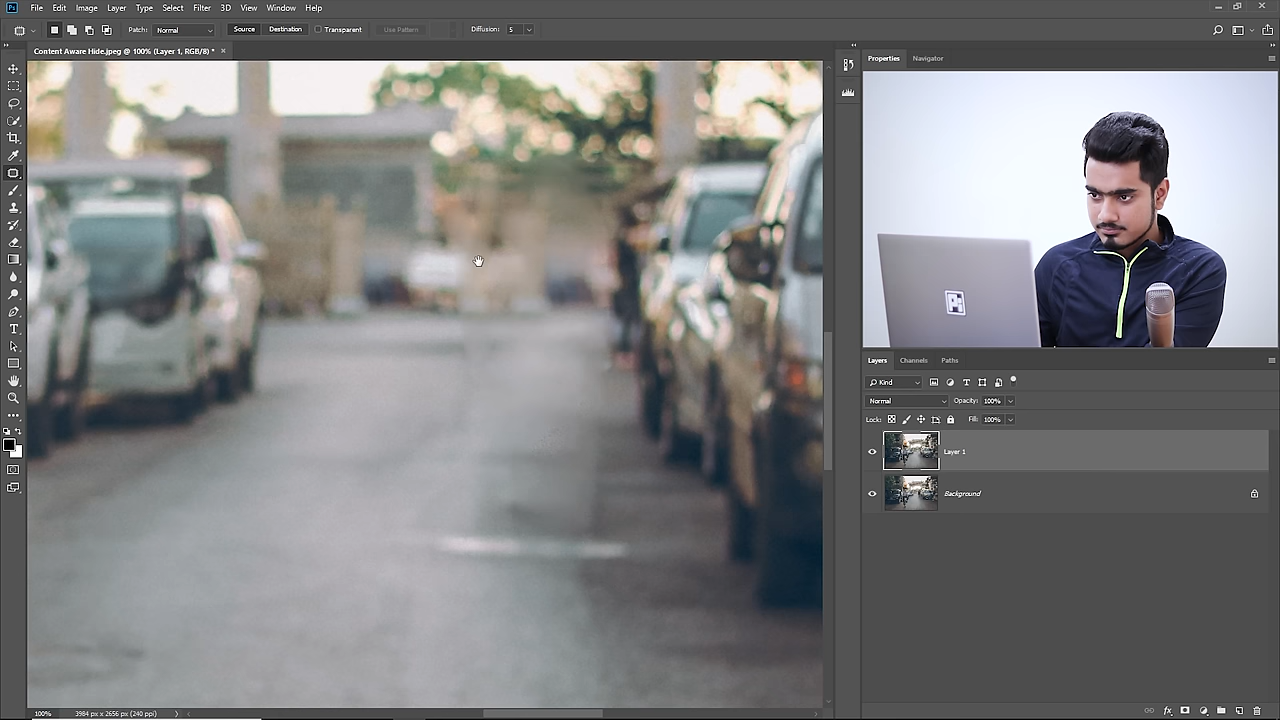 Ps File Edit Image Layer Type Select Filter 3D View Window Help
Patch: Normal Source Destination Transparent Use Pattern Diffusion: 5
Content Aware Hide.jpeg @ 100% (Layer 1, RGB/8) * ×
Properties Navigator
Layers Channels Paths
Kind
Normal Opacity: 100%
Lock: Fill: 100%
Layer 1
Background
100% 3984 px x 2656 px (240 ppi)